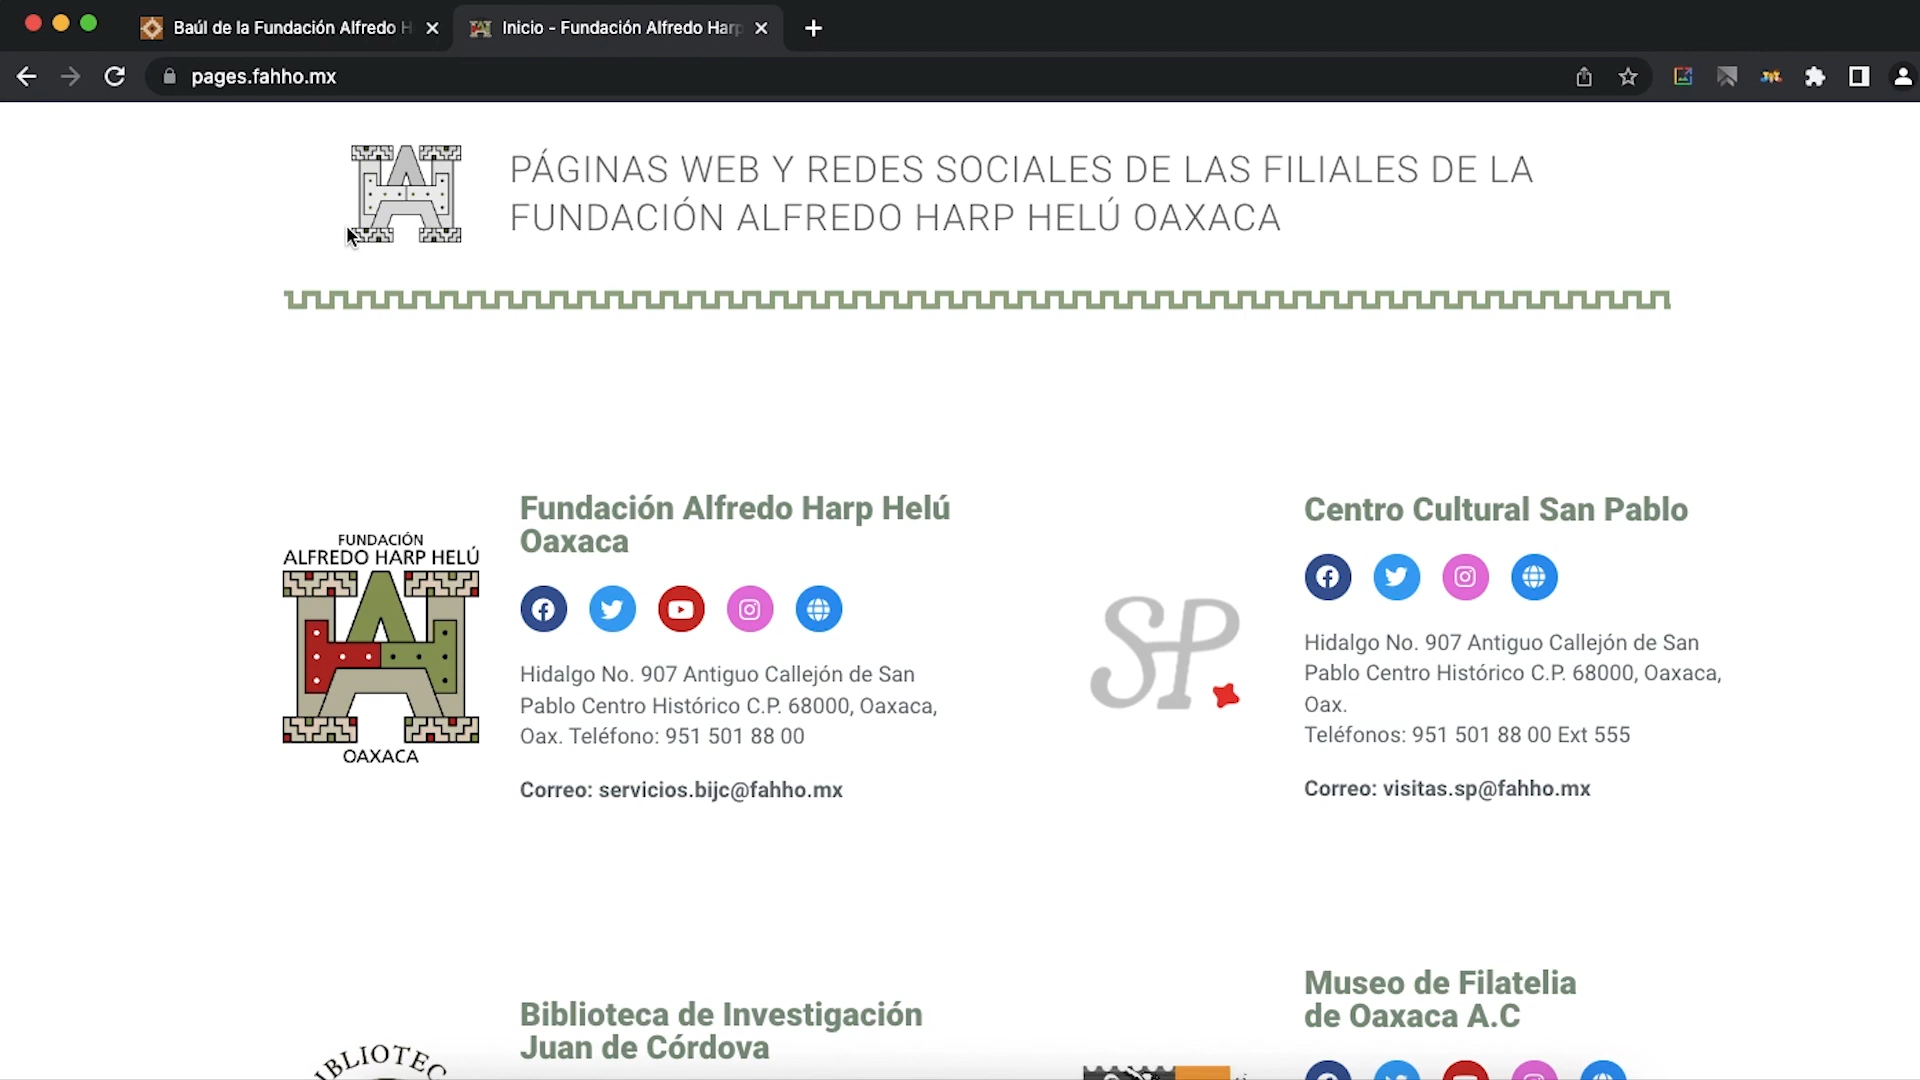 Baúl de la Fundación Alfredo H
Inicio - Fundación Alfredo Harp
pages.fahho.mx
PÁGINAS WEB Y REDES SOCIALES DE LAS FILIALES DE LA
FUNDACIÓN ALFREDO HARP HELÚ OAXACA
FUNDACIÓN
ALFREDO HARP HELÚ
OAXACA
Fundación Alfredo Harp Helú
Oaxaca
Hidalgo No. 907 Antiguo Callejón de San
Pablo Centro Histórico C.P. 68000, Oaxaca,
Oax. Teléfono: 951 501 88 00
Correo: servicios.bijc@fahho.mx
SP
Centro Cultural San Pablo
Hidalgo No. 907 Antiguo Callejón de San
Pablo Centro Histórico C.P. 68000, Oaxaca,
Oax.
Teléfonos: 951 501 88 00 Ext 555
Correo: visitas.sp@fahho.mx
BIBLIOTEC
Biblioteca de Investigación
Juan de Córdova
Museo de Filatelia
de Oaxaca A.C